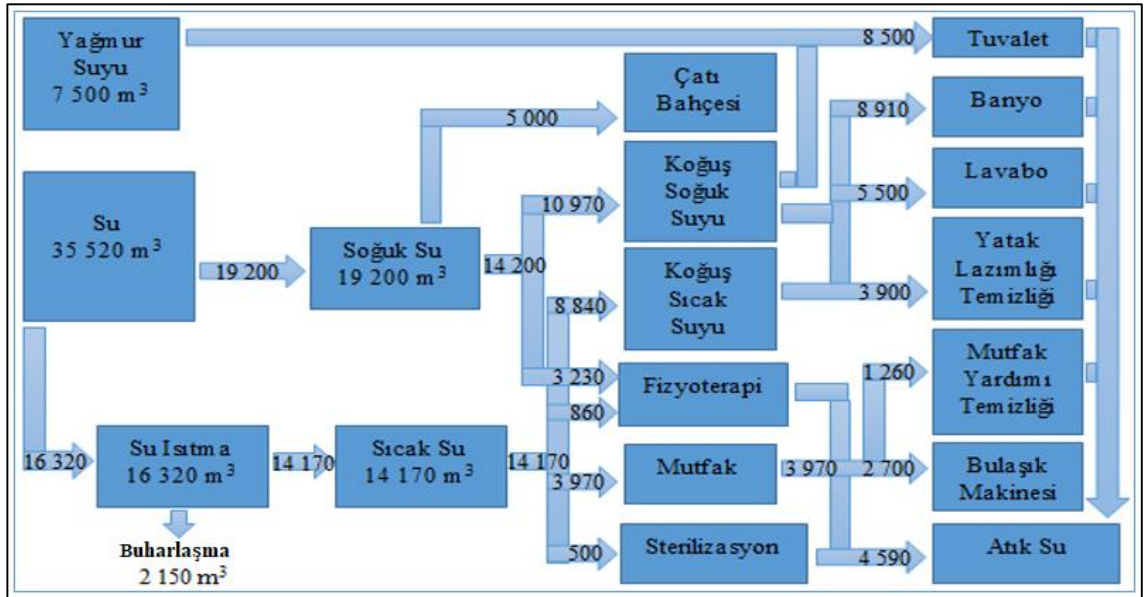 Yağmur
Suyu
7 500 m³
8 500
Tuvalet
Çatı
Bahçesi
5 000
8 910
Banyo
Su
35 520 m³
Koğuş
Soğuk
Suyu
10 970
5 500
Lavabo
19 200
Soğuk Su
19 200 m³
14 200
Koğuş
Sıcak
Suyu
8 840
3 900
Yatak
Lazımlığı
Temizliği
3 230
860
Fizyoterapi
1 260
Mutfak
Yardımı
Temizliği
16 320
Su Isıtma
16 320 m³
14 170
Sıcak Su
14 170 m³
14 170
3 970
Mutfak
3 970
2 700
Bulaşık
Makinesi
Buharlaşma
2 150 m³
500
Sterilizasyon
4 590
Atık Su